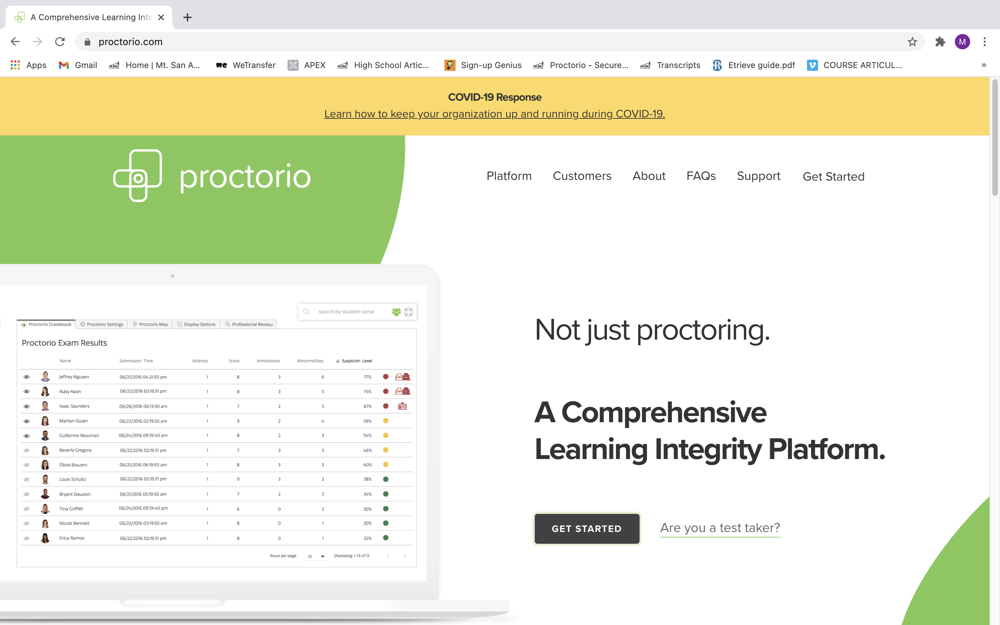 A Comprehensive Learning Inte
proctorio.com
M
Apps Gmail Home | Mt. San A... WeTransfer APEX High School Artic... Sign-up Genius Proctorio - Secure... Transcripts Etrieve guide.pdf COURSE ARTICUL... »
COVID-19 Response
Learn how to keep your organization up and running during COVID-19.
proctorio
Platform Customers About FAQs Support Get Started
search by student name
Proctorio Gradebook Proctorio Settings Proctorio Map Display Options Professional Review
Proctorio Exam Results
Name Submission Time Attempt Score Annotations Abnormalities Suspicion Level
Jeffrey Nguyen 06/21/2016 04:21:50 pm 1 8 3 6 77%
Ruby Nash 06/22/2016 02:19:31 pm 1 8 3 5 75%
Isaac Saunders 06/26/2016 06:13:50 am 1 7 2 5 67%
Marilyn Owen 06/22/2016 02:19:50 am 1 9 2 4 59%
Guillermo Newman 06/24/2016 09:19:40 pm 1 8 2 3 54%
Beverly Gregory 06/22/2016 02:19:31 pm 1 7 3 3 46%
Olivia Bowers 06/21/2016 06:19:50 am 1 8 3 3 40%
Louis Schultz 06/22/2016 02:19:31 pm 1 9 3 3 38%
Bryant Dawson 06/21/2016 05:19:50 am 1 7 2 2 34%
Tina Griffith 06/24/2016 09:19:40 pm 1 6 0 2 30%
Nicole Bennett 06/22/2016 03:19:50 am 1 8 0 1 30%
Erica Ramos 06/22/2016 02:19:31 pm 1 8 0 1 25%
Rows per page 25 Displaying: 1-13 of 13
Not just proctoring.
A Comprehensive
Learning Integrity Platform.
GET STARTED Are you a test taker?